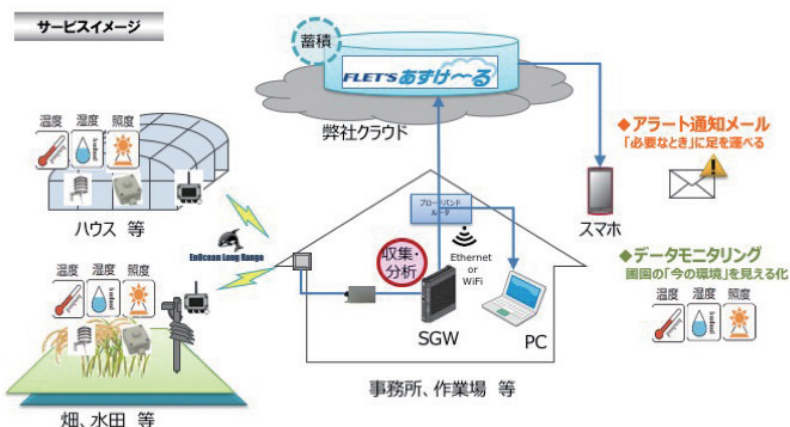 サービスイメージ
蓄積
FLET'S あずけ〜る
弊社クラウド
温度 湿度 照度
ハウス 等
EnOcean Long Range
温度 湿度 照度
畑、水田 等
ブロードバンド
ルータ
収集・
分析
Ethernet
or
WiFi
SGW
PC
事務所、作業場 等
スマホ
◆アラート通知メール
「必要なとき」に足を運べる
◆データモニタリング
圃園の「今の環境」を見える化
温度 湿度 照度